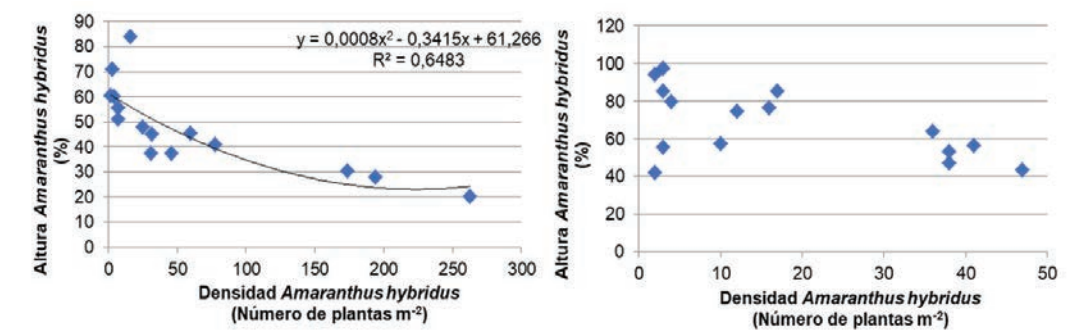 Altura Amaranthus hybridus
(%)
90
80
70
60
50
40
30
20
10
0
y = 0,0008x² - 0,3415x + 61,266
R² = 0,6483
0 50 100 150 200 250 300
Densidad Amaranthus hybridus
(Número de plantas m⁻²)
Altura Amaranthus hybridus
(%)
120
100
80
60
40
20
0
0 10 20 30 40 50
Densidad Amaranthus hybridus
(Número de plantas m⁻²)